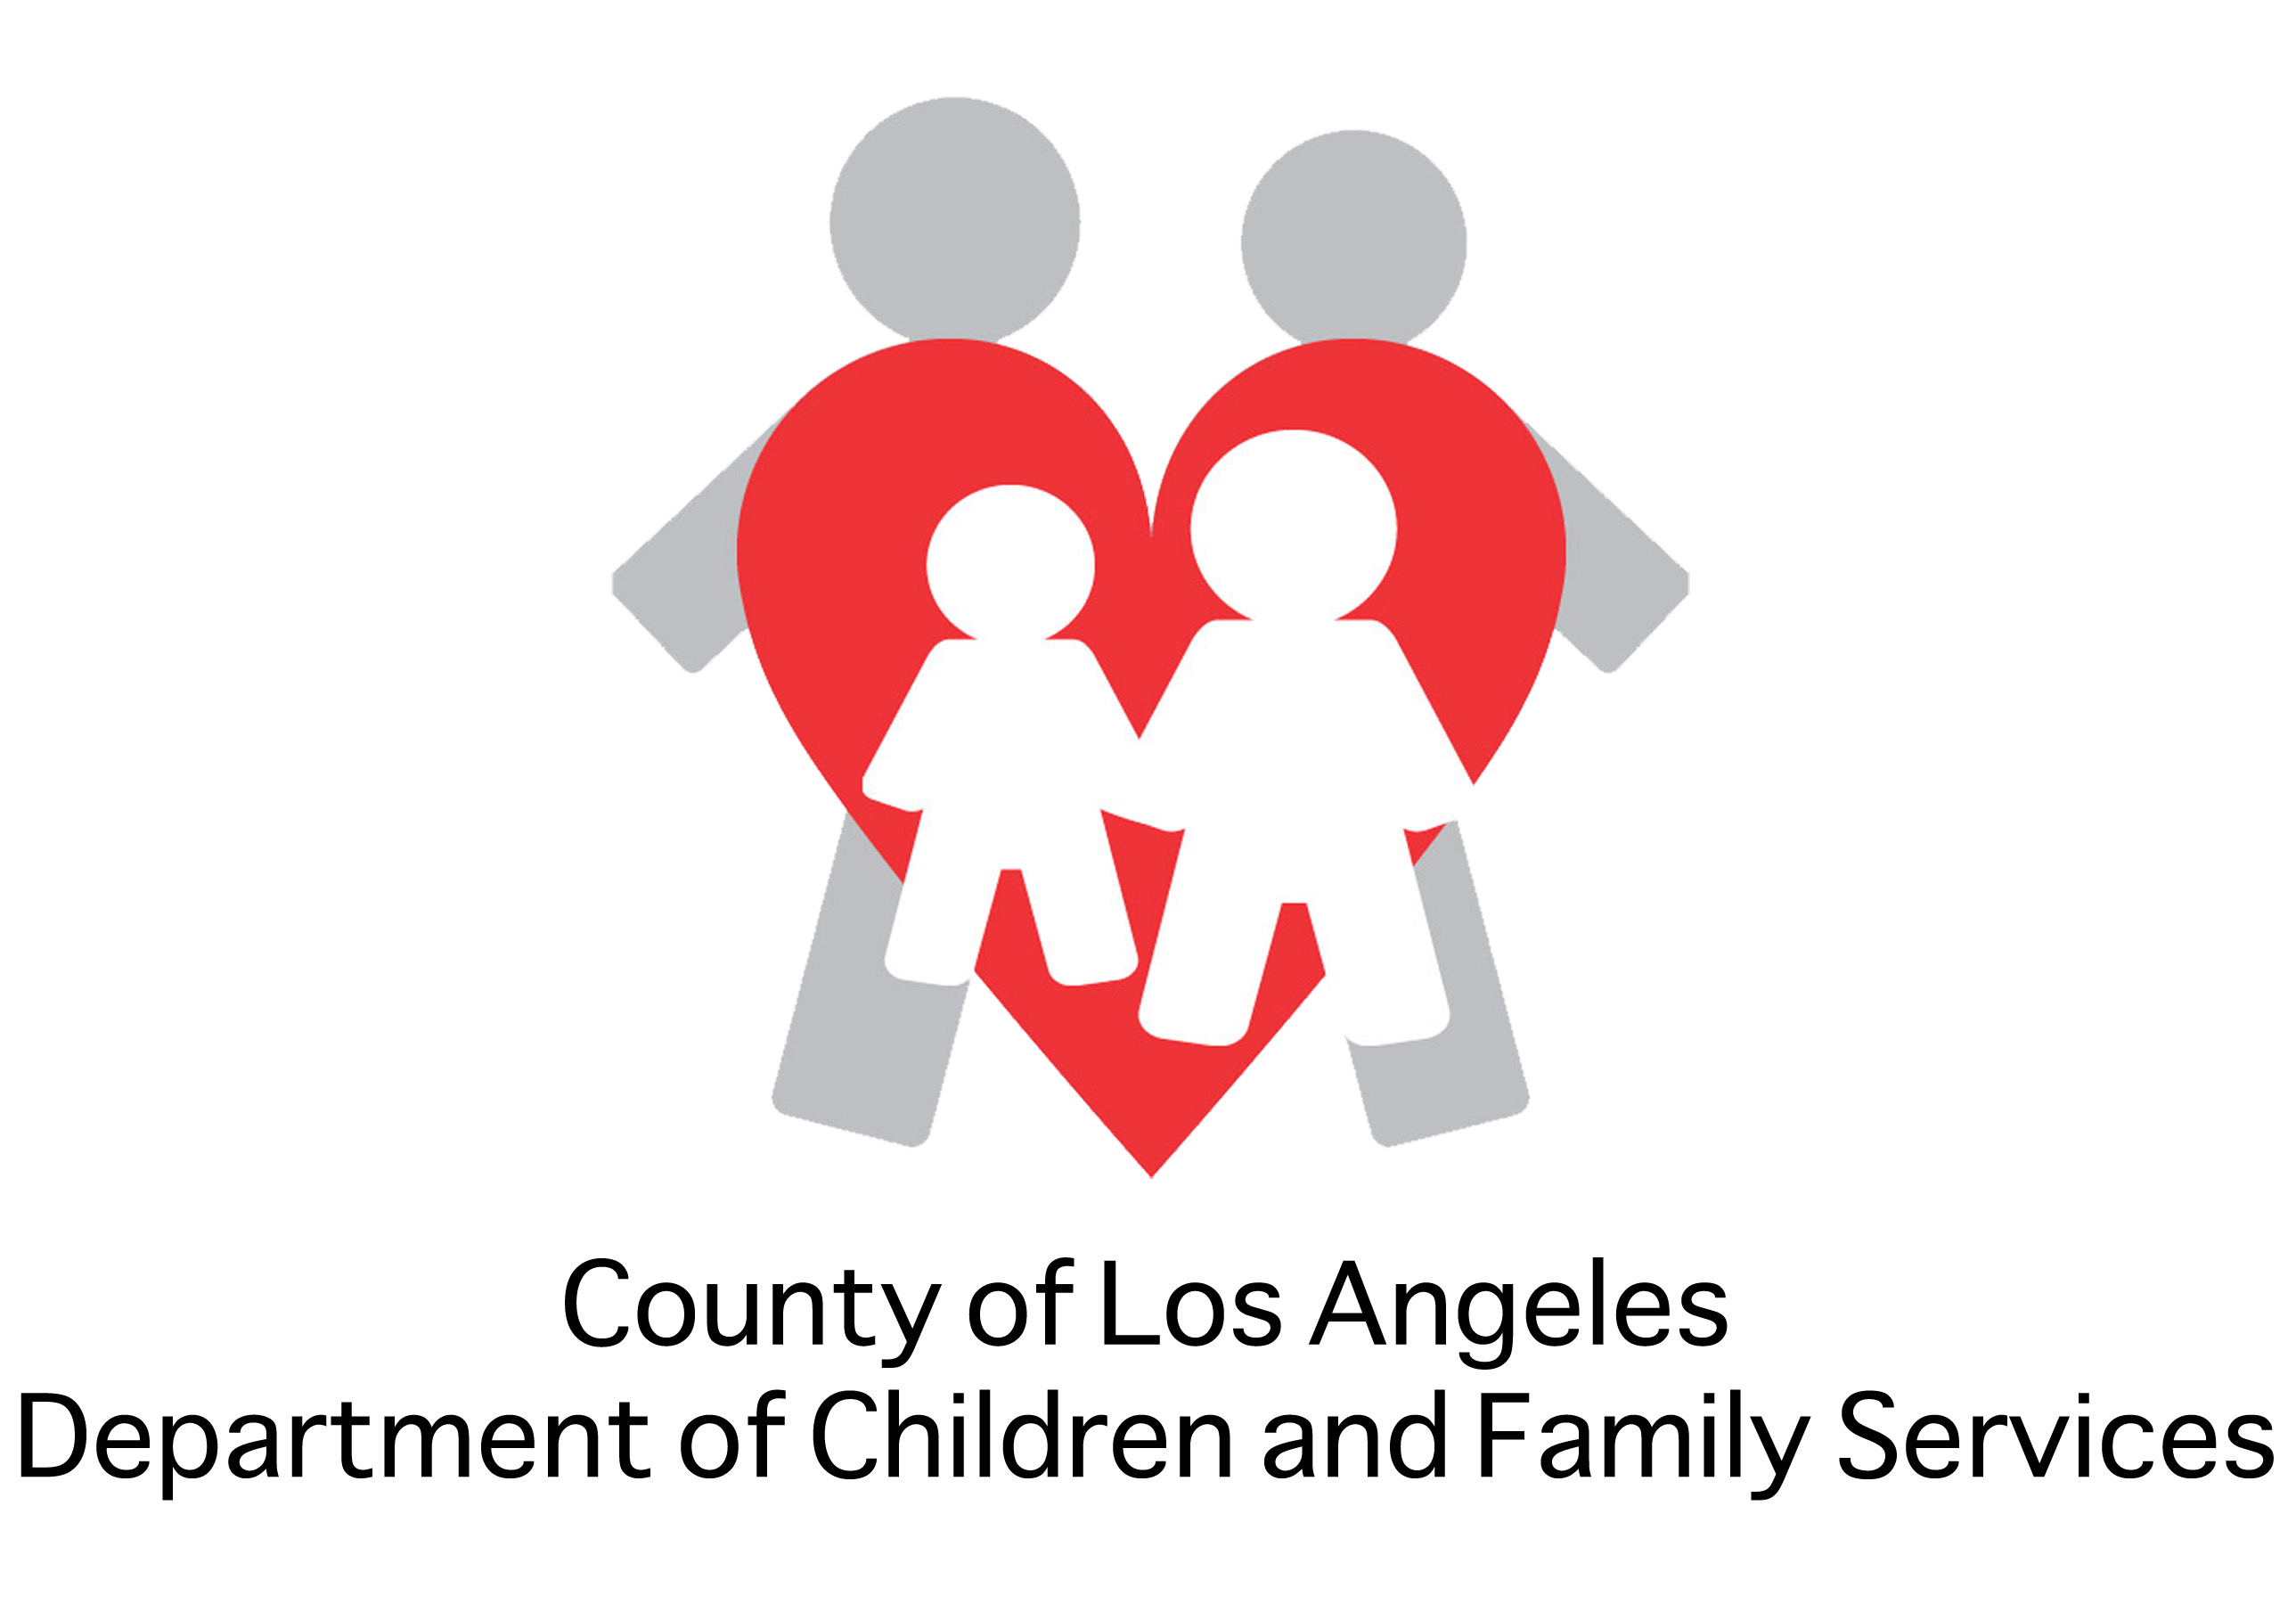 County of Los Angeles
Department of Children and Family Services